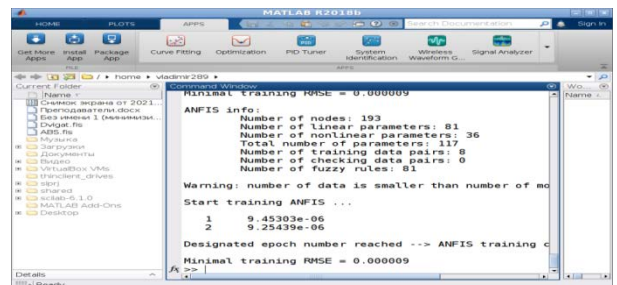 MATLAB R2018b
HOME PLOTS APPS Search Documentation Sign In
Get More Apps Install App Package App Curve Fitting Optimization PID Tuner System Identification Wireless Waveform G... Signal Analyzer
FILE APPS
/ home vladimir289
Current Folder Command Window Wo...
Name Name
Снимок экрана от 2021...
Преподаватели.docx
Без имени 1 (минимизи...
Dvigat.fis
ABS.fis
Музыка
Загрузки
Документы
Видео
VirtualBox VMs
thinclient_drives
siprj
shared
scilab-6.1.0
MATLAB Add-Ons
Desktop
Details
Ready
Minimal training RMSE = 0.000009
ANFIS info:
Number of nodes: 193
Number of linear parameters: 81
Number of nonlinear parameters: 36
Total number of parameters: 117
Number of training data pairs: 8
Number of checking data pairs: 0
Number of fuzzy rules: 81
Warning: number of data is smaller than number of mo
Start training ANFIS ...
1 9.45303e-06
2 9.25439e-06
Designated epoch number reached --> ANFIS training c
Minimal training RMSE = 0.000009
fx >>